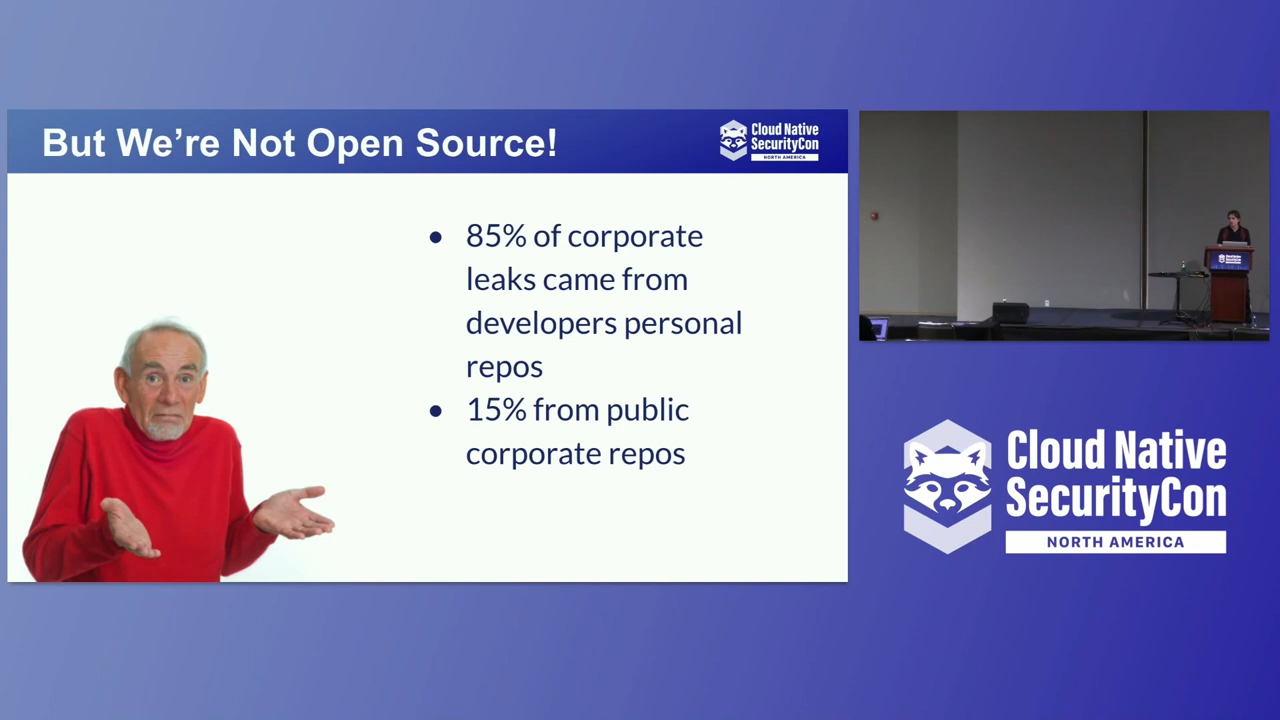 But We're Not Open Source!
Cloud Native
SecurityCon
NORTH AMERICA
• 85% of corporate
leaks came from
developers personal
repos
• 15% from public
corporate repos
Cloud Native
SecurityCon
NORTH AMERICA